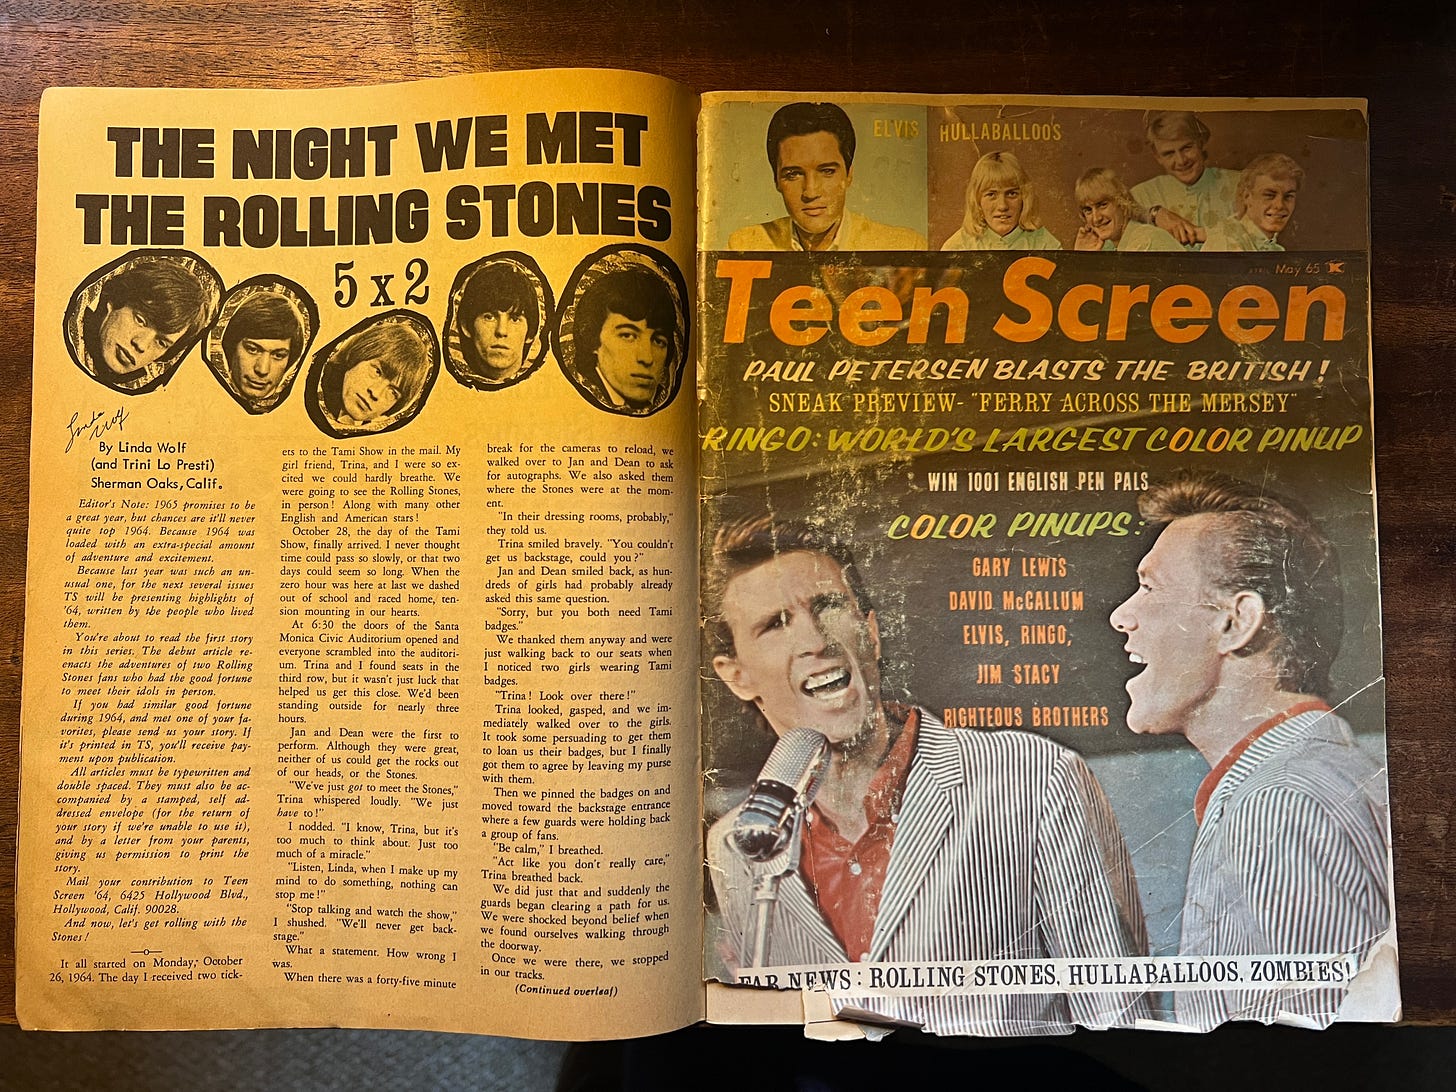 THE NIGHT WE MET
THE ROLLING STONES
5 x 2
Linda Wolf
By Linda Wolf
(and Trini Lo Presti)
Sherman Oaks, Calif.
Editor's Note: 1965 promises to be
a great year, but chances are it'll never
quite top 1964. Because 1964 was
loaded with an extra-special amount
of adventure and excitement.
Because last year was such an un-
usual one, for the next several issues
TS will be presenting highlights of
'64, written by the people who lived
them.
You're about to read the first story
in this series. The debut article re-
enacts the adventures of two Rolling
Stones fans who had the good fortune
to meet their idols in person.
If you had similar good fortune
during 1964, and met one of your fa-
vorites, please send us your story. If
it's printed in TS, you'll receive pay-
ment upon publication.
All articles must be typewritten and
double spaced. They must also be ac-
companied by a stamped, self ad-
dressed envelope (for the return of
your story if we're unable to use it),
and by a letter from your parents,
giving us permission to print the
story.
Mail your contribution to Teen
Screen '64, 6425 Hollywood Blvd.,
Hollywood, Calif. 90028.
And now, let's get rolling with the
Stones!
It all started on Monday, October
26, 1964. The day I received two tick-
ets to the Tami Show in the mail. My
girl friend, Trina, and I were so ex-
cited we could hardly breathe. We
were going to see the Rolling Stones,
in person! Along with many other
English and American stars!
October 28, the day of the Tami
Show, finally arrived. I never thought
time could pass so slowly, or that two
days could seem so long. When the
zero hour was here at last we dashed
out of school and raced home, ten-
sion mounting in our hearts.
At 6:30 the doors of the Santa
Monica Civic Auditorium opened and
everyone scrambled into the auditori-
um. Trina and I found seats in the
third row, but it wasn't just luck that
helped us get this close. We'd been
standing outside for nearly three
hours.
Jan and Dean were the first to
perform. Although they were great,
neither of us could get the rocks out
of our heads, or the Stones.
"We've just got to meet the Stones,"
Trina whispered loudly. "We just
have to!"
I nodded. "I know, Trina, but it's
too much to think about. Just too
much of a miracle."
"Listen, Linda, when I make up my
mind to do something, nothing can
stop me!"
"Stop talking and watch the show,"
I shushed. "We'll never get back-
stage."
What a statement. How wrong I
was.
When there was a forty-five minute
break for the cameras to reload, we
walked over to Jan and Dean to ask
for autographs. We also asked them
where the Stones were at the mom-
ent.
"In their dressing rooms, probably,"
they told us.
Trina smiled bravely. "You couldn't
get us backstage, could you?"
Jan and Dean smiled back, as hun-
dreds of girls had probably already
asked this same question.
"Sorry, but you both need Tami
badges."
We thanked them anyway and were
just walking back to our seats when
I noticed two girls wearing Tami
badges.
"Trina! Look over there!"
Trina looked, gasped, and we im-
mediately walked over to the girls.
It took some persuading to get them
to loan us their badges, but I finally
got them to agree by leaving my purse
with them.
Then we pinned the badges on and
moved toward the backstage entrance
where a few guards were holding back
a group of fans.
"Be calm," I breathed.
"Act like you don't really care,"
Trina breathed back.
We did just that and suddenly the
guards began clearing a path for us.
We were shocked beyond belief when
we found ourselves walking through
the doorway.
Once we were there, we stopped
in our tracks.
(Continued overleaf)
ELVIS
HULLABALLOO'S
May 65
Teen Screen
PAUL PETERSEN BLASTS THE BRITISH!
SNEAK PREVIEW- "FERRY ACROSS THE MERSEY"
RINGO: WORLD'S LARGEST COLOR PINUP
WIN 1001 ENGLISH PEN PALS
COLOR PINUPS:
GARY LEWIS
DAVID McCALLUM
ELVIS, RINGO,
JIM STACY
RIGHTEOUS BROTHERS
NEWS: ROLLING STONES, HULLABALLOOS, ZOMBIES!